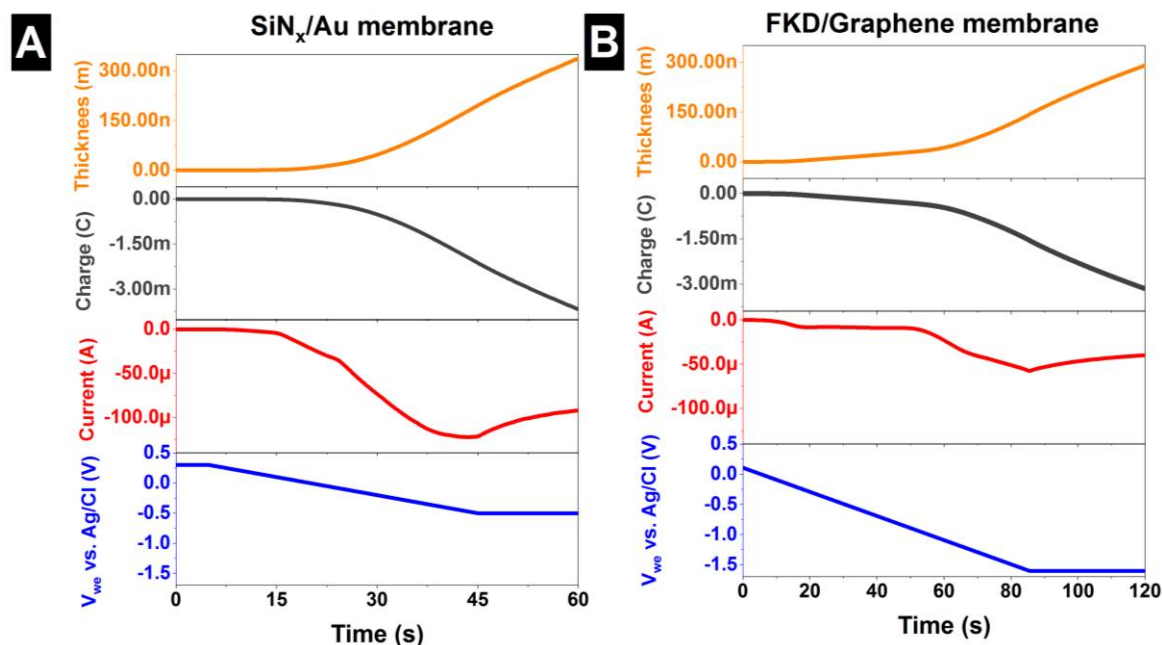 A
SiNx/Au membrane
Thicknees (m)
300.00n
150.00n
0.00
Charge (C)
0.00
-1.50m
-3.00m
Current (A)
0.0
-50.0µ
-100.0µ
Vwe vs. Ag/Cl (V)
0.5
0.0
-0.5
-1.0
-1.5
0 15 30 45 60
Time (s)
B
FKD/Graphene membrane
Thicknees (m)
300.00n
150.00n
0.00
Charge (C)
0.00
-1.50m
-3.00m
Current (A)
0.0
-50.0µ
-100.0µ
Vwe vs. Ag/Cl (V)
0.5
0.0
-0.5
-1.0
-1.5
0 20 40 60 80 100 120
Time (s)